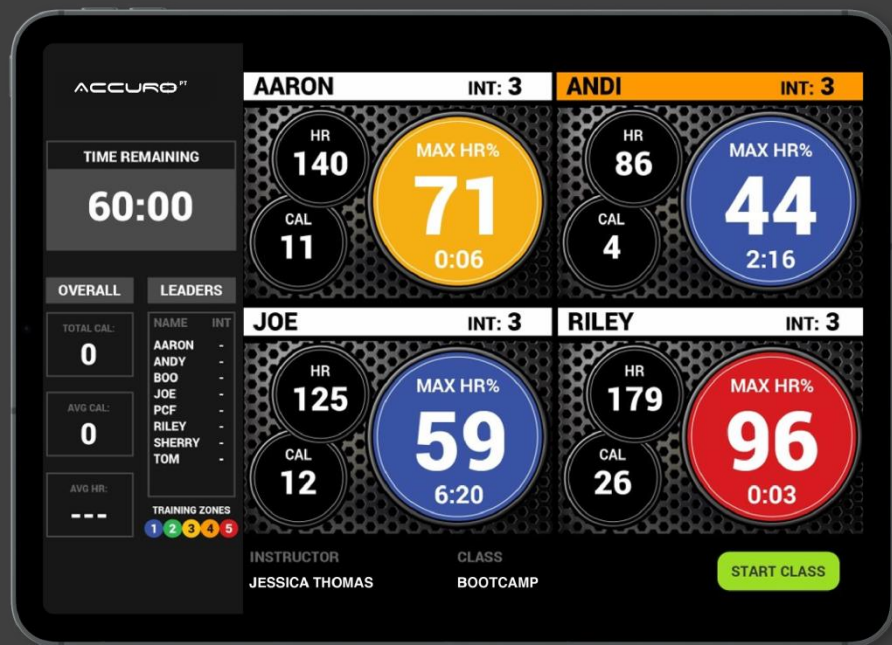 ACCURO PT
TIME REMAINING
60:00
OVERALL
TOTAL CAL:
0
AVG CAL:
0
AVG HR:
---
LEADERS
NAME INT
AARON -
ANDY -
BOO -
JOE -
PCF -
RILEY -
SHERRY -
TOM -
TRAINING ZONES
1 2 3 4 5
AARON INT: 3
HR
140
CAL
11
MAX HR%
71
0:06
ANDI INT: 3
HR
86
CAL
4
MAX HR%
44
2:16
JOE INT: 3
HR
125
CAL
12
MAX HR%
59
6:20
RILEY INT: 3
HR
179
CAL
26
MAX HR%
96
0:03
INSTRUCTOR
JESSICA THOMAS
CLASS
BOOTCAMP
START CLASS